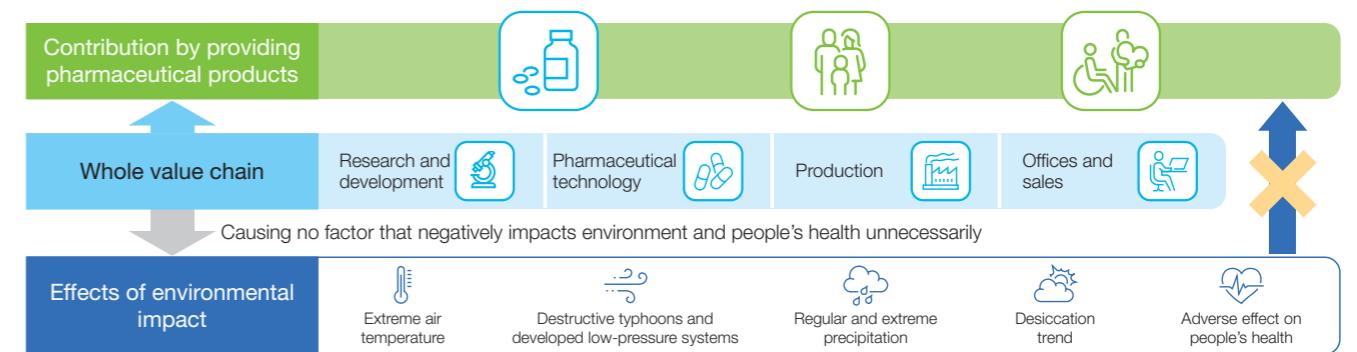 Contribution by providing
pharmaceutical products
Whole value chain
Research and
development
Pharmaceutical
technology
Production
Offices and
sales
Causing no factor that negatively impacts environment and people’s health unnecessarily
Effects of environmental
impact
Extreme air
temperature
Destructive typhoons and
developed low-pressure systems
Regular and extreme
precipitation
Desiccation
trend
Adverse effect on
people’s health